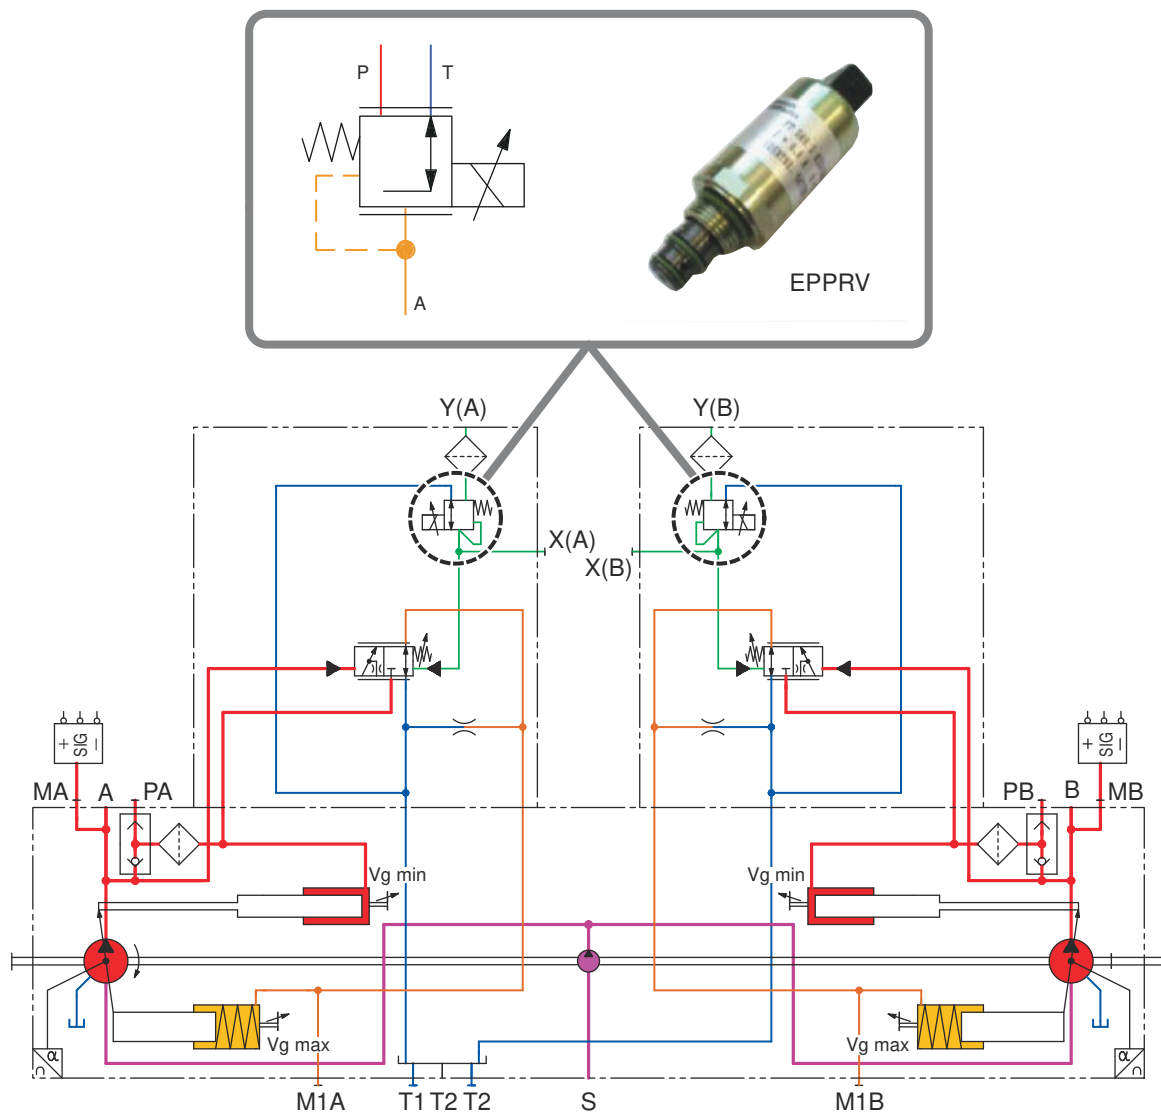 P T
A
EPPRV
Y(A) Y(B)
X(A) X(B)
+ SIG −
+ SIG −
MA A PA PB B MB
Vg min Vg min
Vg max Vg max
α α
M1A T1 T2 T2 S M1B